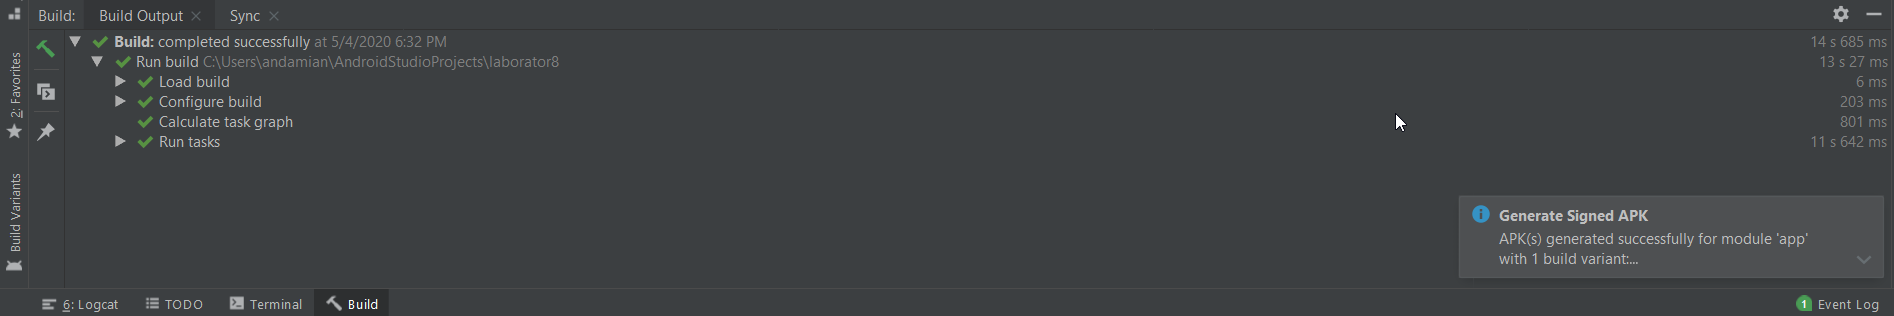 Build: Build Output Sync
Build: completed successfully at 5/4/2020 6:32 PM 14 s 685 ms
Run build C:\Users\andamian\AndroidStudioProjects\laborator8 13 s 27 ms
Load build 6 ms
Configure build 203 ms
Calculate task graph 801 ms
Run tasks 11 s 642 ms
2: Favorites
Build Variants
Generate Signed APK
APK(s) generated successfully for module 'app'
with 1 build variant:...
6: Logcat TODO Terminal Build 1 Event Log